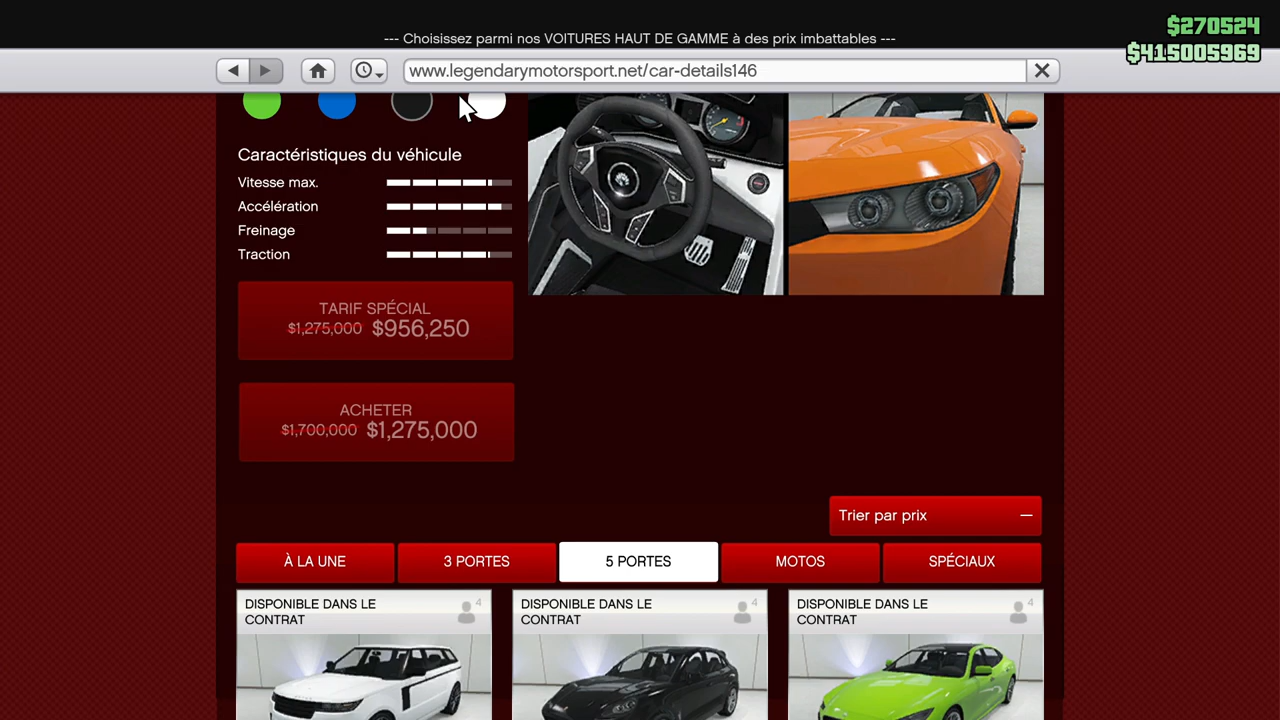 --- Choisissez parmi nos VOITURES HAUT DE GAMME à des prix imbattables ---
$270524
$415005969
www.legendarymotorsport.net/car-details146
Caractéristiques du véhicule
Vitesse max.
Accélération
Freinage
Traction
TARIF SPÉCIAL
$1,275,000 $956,250
ACHETER
$1,700,000 $1,275,000
Trier par prix
À LA UNE
3 PORTES
5 PORTES
MOTOS
SPÉCIAUX
DISPONIBLE DANS LE
CONTRAT
4
DISPONIBLE DANS LE
CONTRAT
4
DISPONIBLE DANS LE
CONTRAT
4